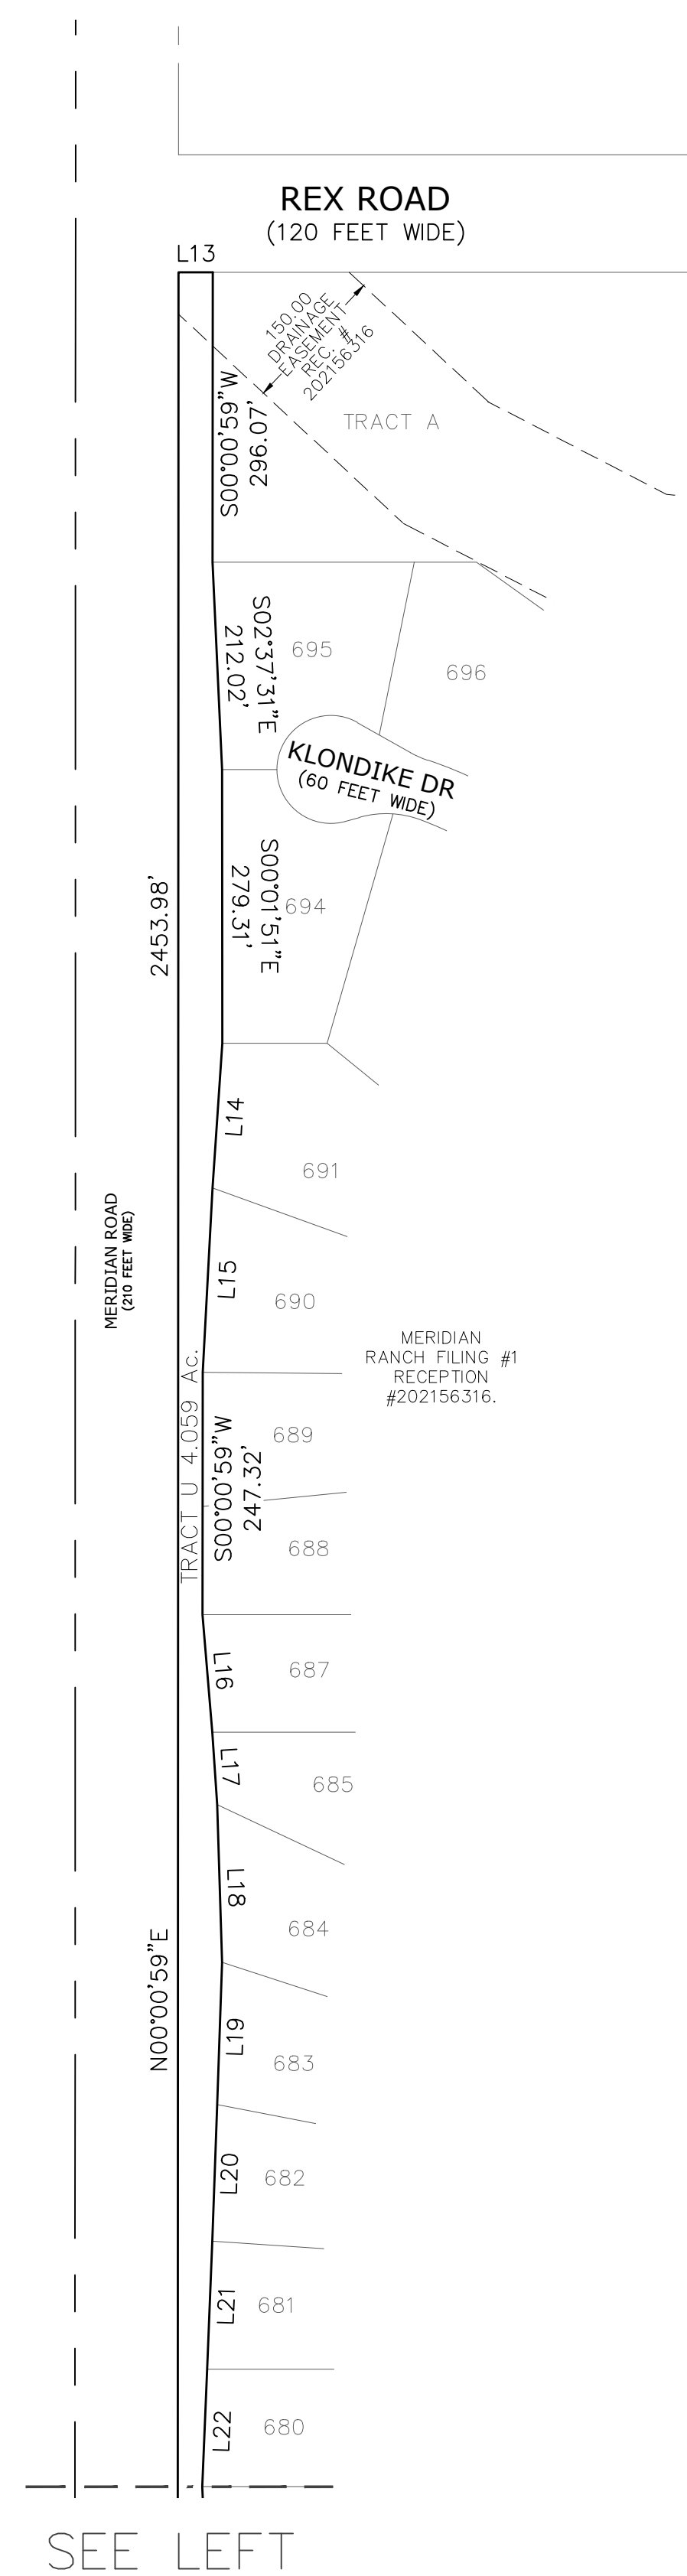 REX ROAD
(120 FEET WIDE)
L13
150.00
DRAINAGE
EASEMENT
REC. #
202156316
TRACT A
S00°00'59"W
296.07'
S02°37'31"E
212.02'
695
696
KLONDIKE DR
(60 FEET WIDE)
S00°01'51"E
279.31'
694
2453.98'
L14
691
MERIDIAN ROAD
(210 FEET WIDE)
L15
690
MERIDIAN
RANCH FILING #1
RECEPTION
#202156316.
TRACT U 4.059 Ac.
S00°00'59"W
247.32'
689
688
L16
687
L17
685
L18
684
N00°00'59"E
L19
683
L20
682
L21
681
L22
680
SEE LEFT